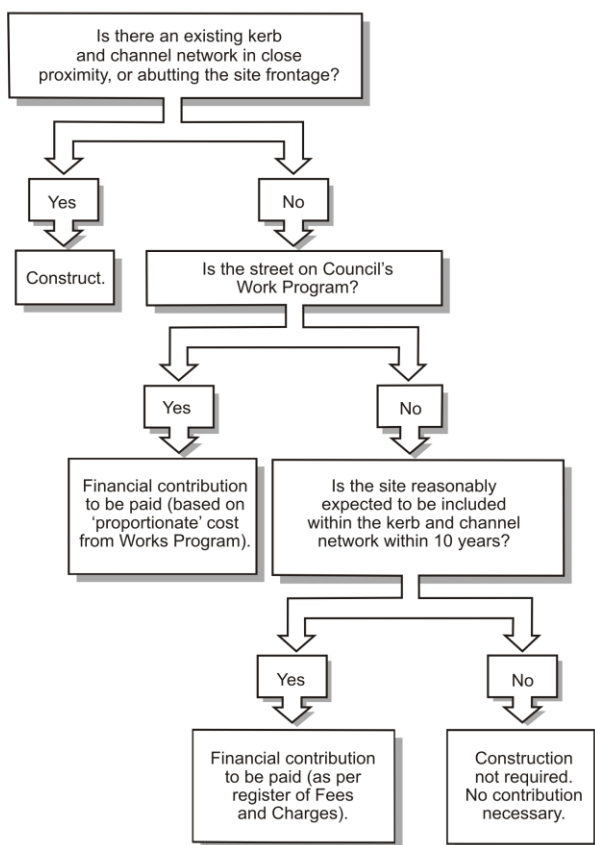 Is there an existing kerb
and channel network in close
proximity, or abutting the site frontage?
Yes
No
Construct.
Is the street on Council's
Work Program?
Yes
No
Financial contribution
to be paid (based on
'proportionate' cost
from Works Program).
Is the site reasonably
expected to be included
within the kerb and channel
network within 10 years?
Yes
No
Financial contribution
to be paid (as per
register of Fees
and Charges).
Construction
not required.
No contribution
necessary.